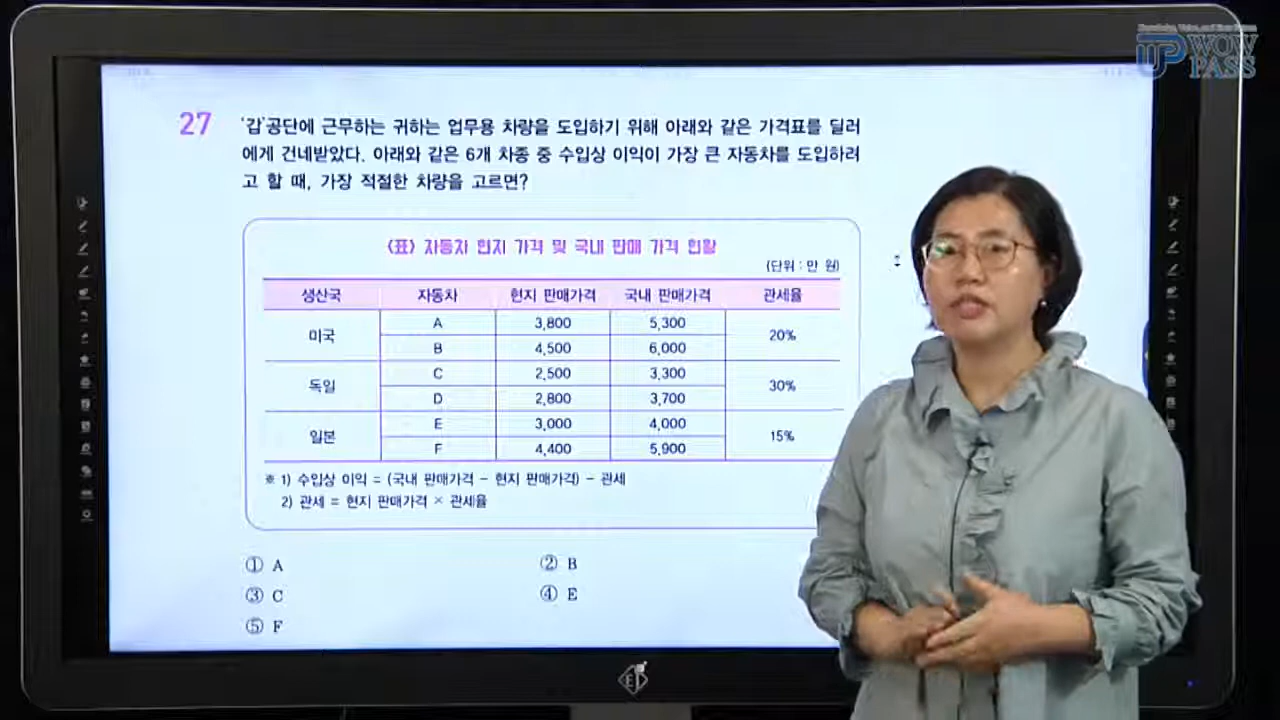 WOW
PASS
27 '갑'공단에 근무하는 귀하는 업무용 차량을 도입하기 위해 아래와 같은 가격표를 딜러
에게 건네받았다. 아래와 같은 6개 차종 중 수입상 이익이 가장 큰 자동차를 도입하려
고 할 때, 가장 적절한 차량을 고르면?
〈표〉 자동차 현지 가격 및 국내 판매 가격 현황
(단위 : 만 원)
생산국 자동차 현지 판매가격 국내 판매가격 관세율
미국 A 3,800 5,300 20%
B 4,500 6,000
독일 C 2,500 3,300 30%
D 2,800 3,700
일본 E 3,000 4,000 15%
F 4,400 5,900
※ 1) 수입상 이익 = (국내 판매가격 - 현지 판매가격) - 관세
2) 관세 = 현지 판매가격 × 관세율
① A ② B
③ C ④ E
⑤ F